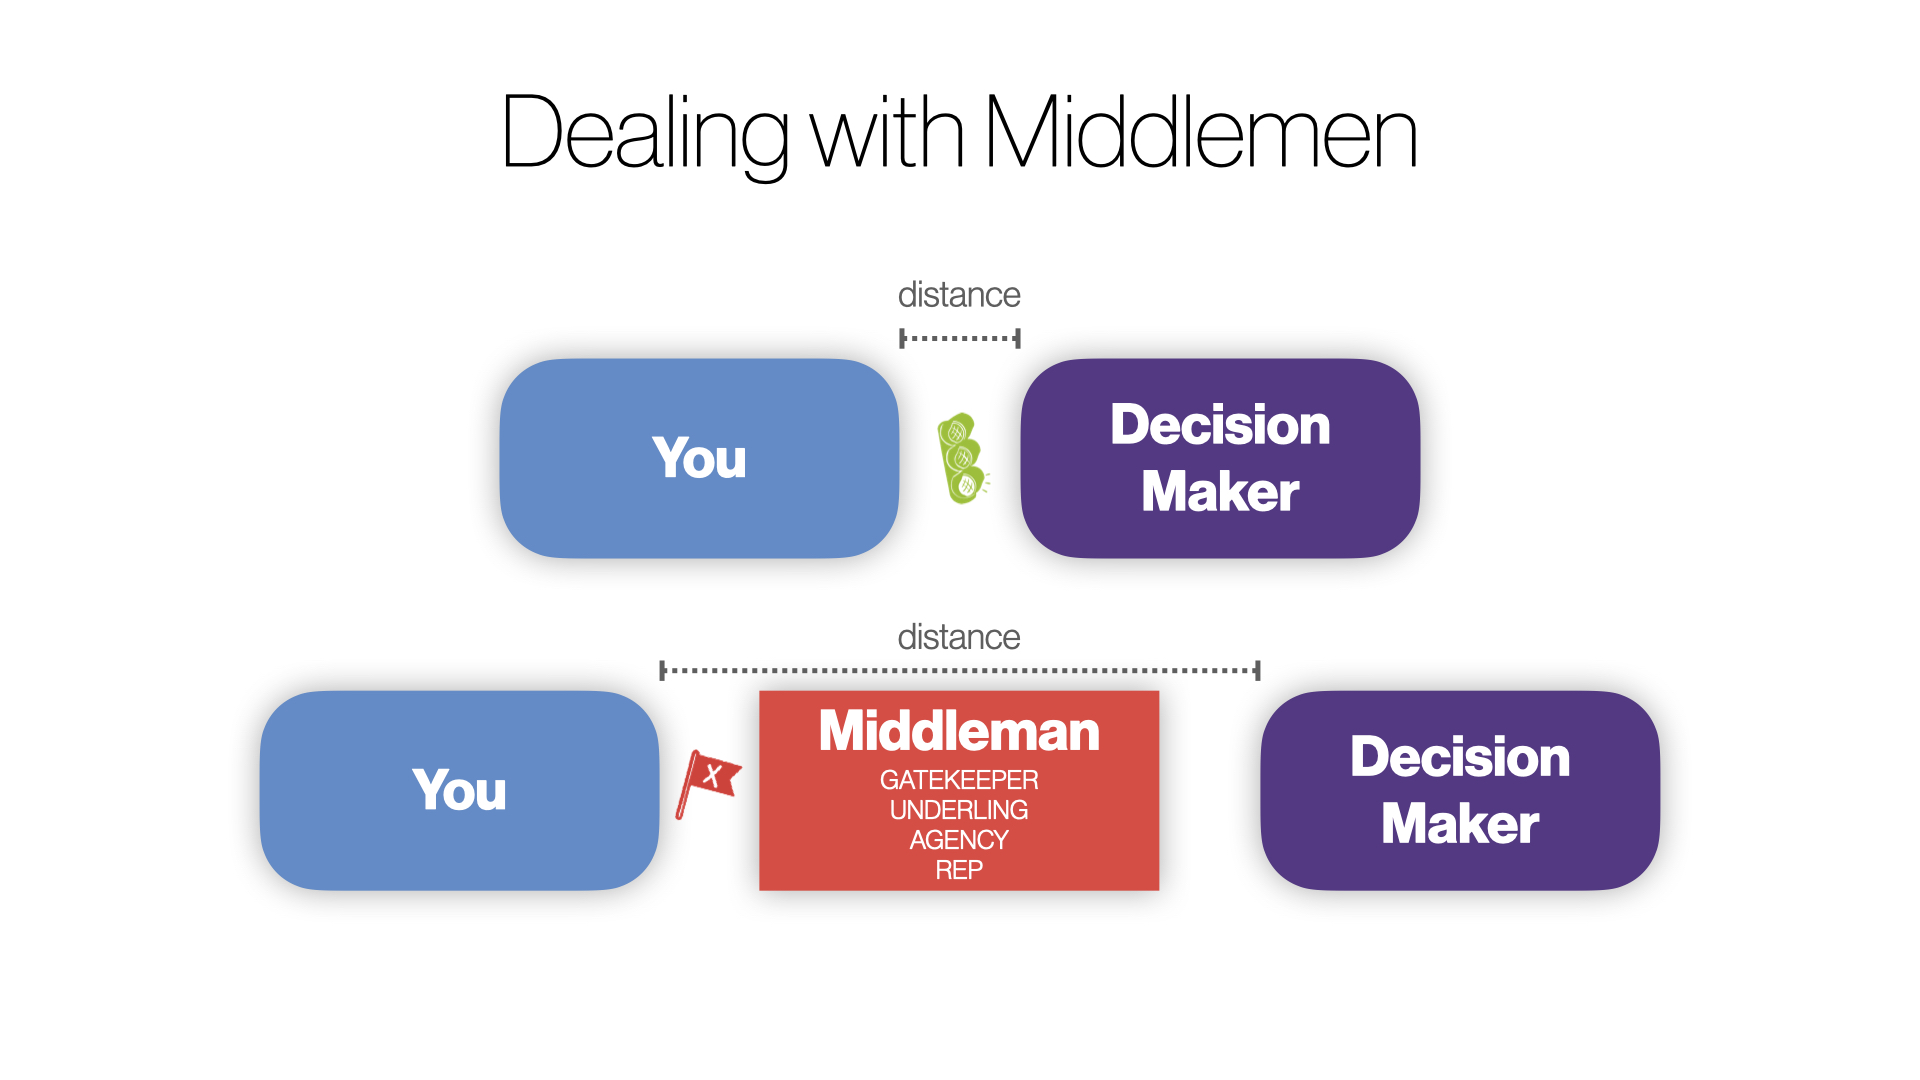 Dealing with Middlemen
distance
You
Decision
Maker
distance
You
X
Middleman
GATEKEEPER
UNDERLING
AGENCY
REP
Decision
Maker